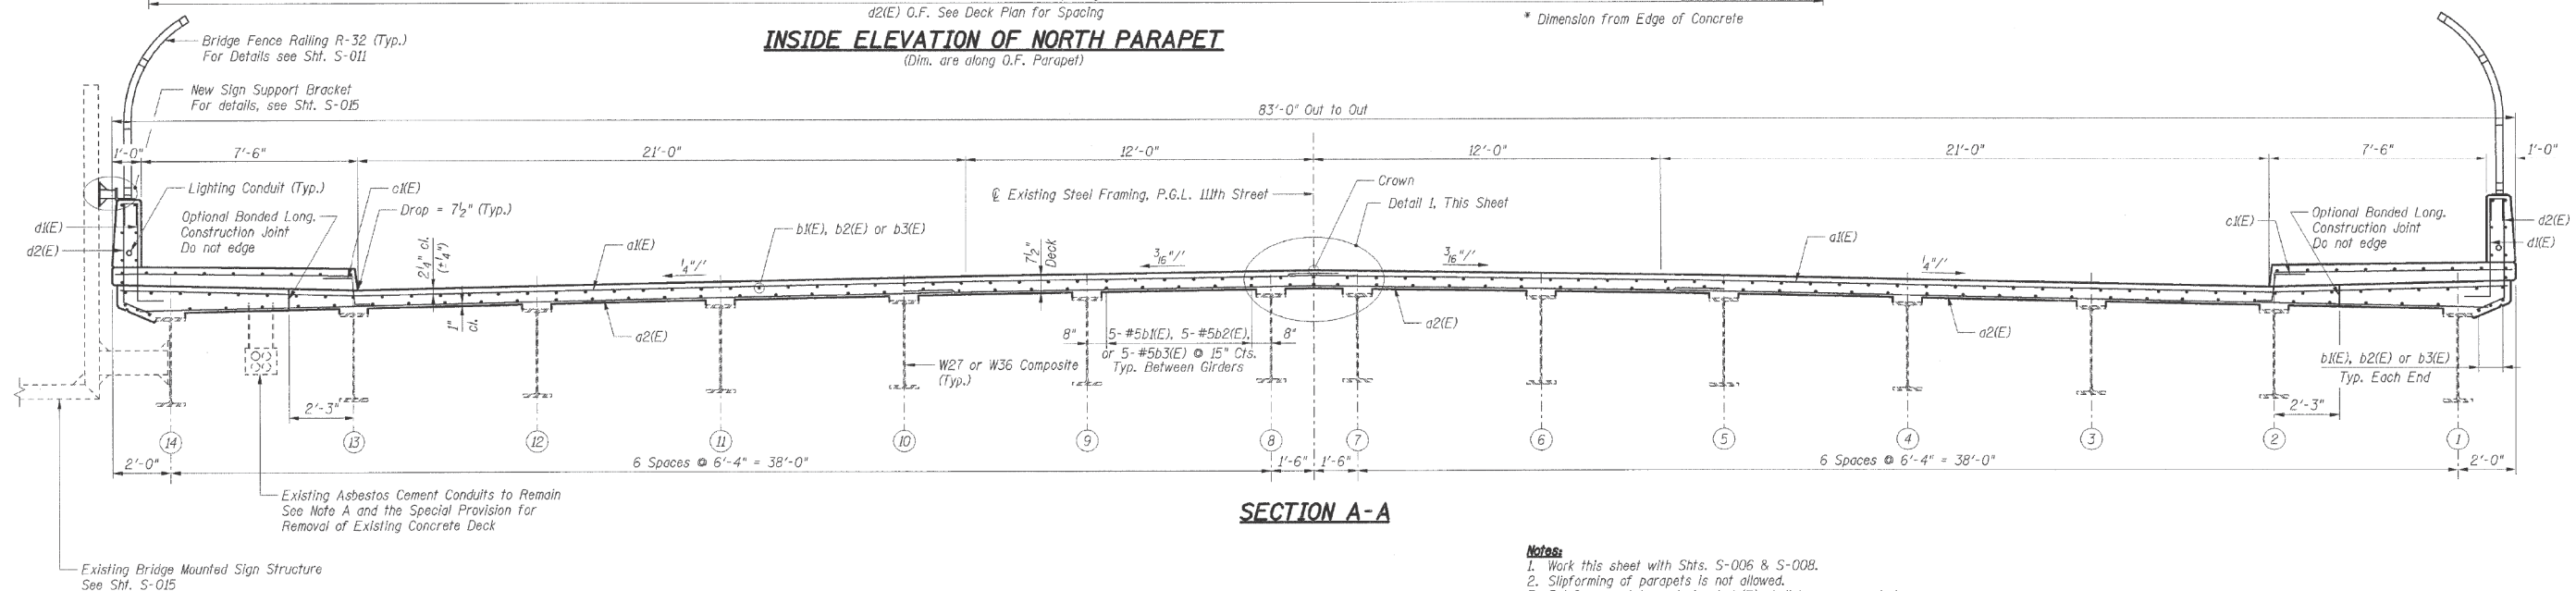 d2(E) O.F. See Deck Plan for Spacing
* Dimension from Edge of Concrete
INSIDE ELEVATION OF NORTH PARAPET
(Dim. are along O.F. Parapet)
Bridge Fence Railing R-32 (Typ.)
For Details see Sht. S-011
New Sign Support Bracket
For details, see Sht. S-015
83'-0" Out to Out
1'-0"
7'-6"
21'-0"
12'-0"
12'-0"
21'-0"
7'-6"
1'-0"
Lighting Conduit (Typ.)
c1(E)
Drop = 7½" (Typ.)
Optional Bonded Long.
Construction Joint
Do not edge
d1(E)
d2(E)
2¼" cl.
(±¼")
1"
cl.
a1(E)
b1(E), b2(E) or b3(E)
¼"/'
7½"
Deck
3/16"/'
℄ Existing Steel Framing, P.G.L. 111th Street
Crown
Detail 1, This Sheet
3/16"/'
a1(E)
¼"/'
c1(E)
Optional Bonded Long.
Construction Joint
Do not edge
d2(E)
d1(E)
a2(E)
W27 or W36 Composite
(Typ.)
8"
5-#5b1(E), 5-#5b2(E),
or 5-#5b3(E) @ 15" Cts.
Typ. Between Girders
8"
a2(E)
a2(E)
b1(E), b2(E) or b3(E)
Typ. Each End
2'-3"
2'-3"
14
13
12
11
10
9
8
7
6
5
4
3
2
1
2'-0"
6 Spaces @ 6'-4" = 38'-0"
1'-6"
1'-6"
6 Spaces @ 6'-4" = 38'-0"
2'-0"
Existing Asbestos Cement Conduits to Remain
See Note A and the Special Provision for
Removal of Existing Concrete Deck
SECTION A-A
Existing Bridge Mounted Sign Structure
See Sht. S-015
Notes:
1. Work this sheet with Shts. S-006 & S-008.
2. Slipforming of parapets is not allowed.